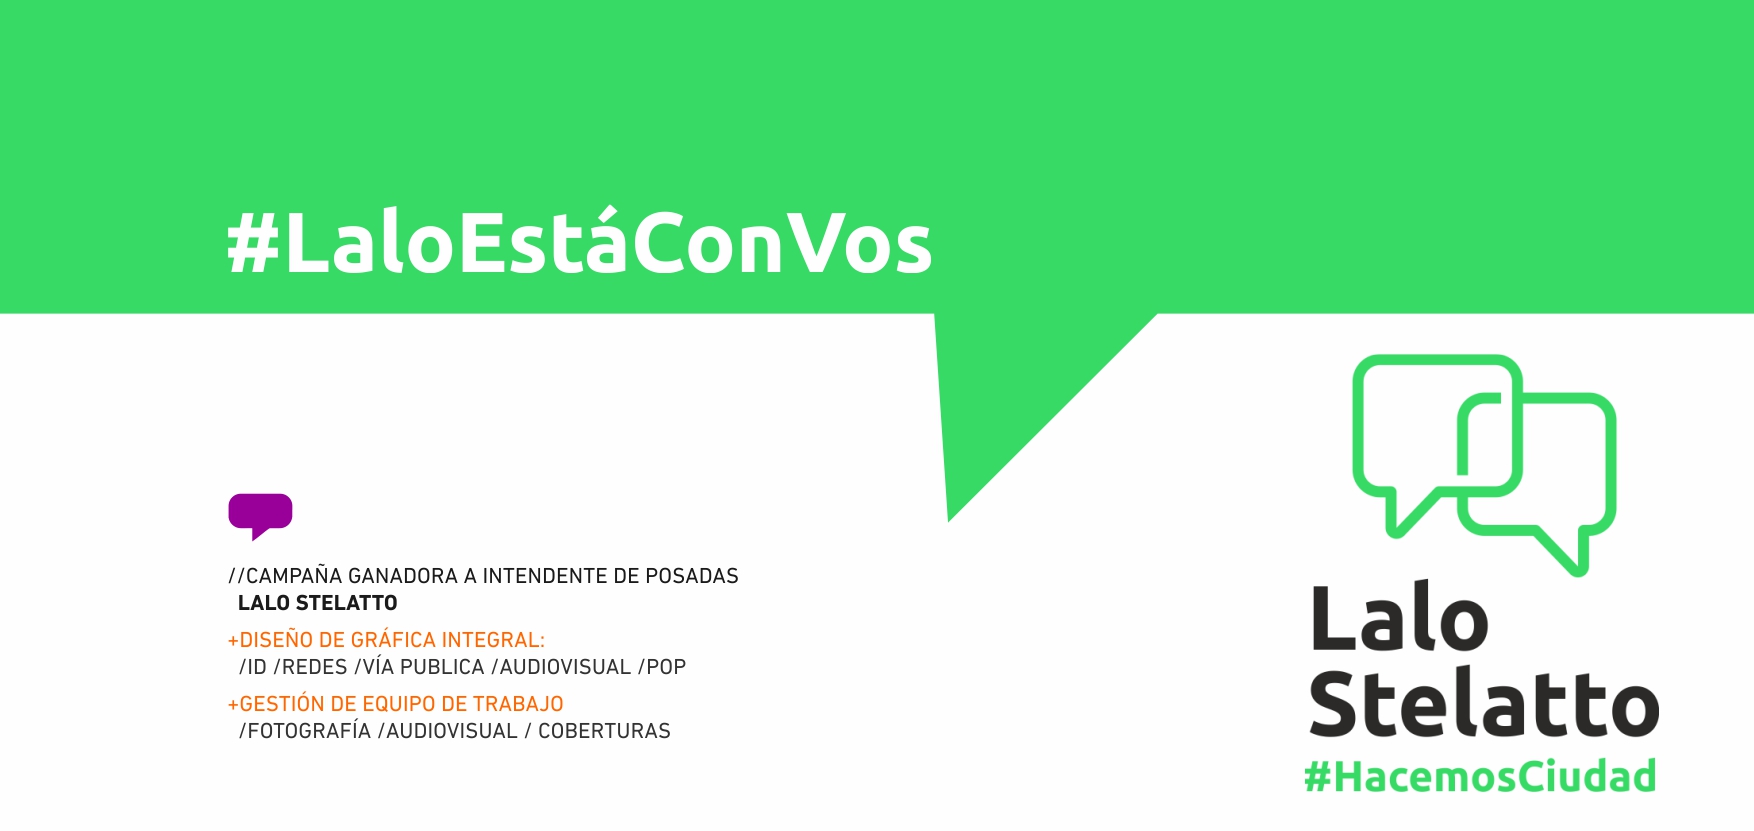 #LaloEstáConVos
//CAMPAÑA GANADORA A INTENDENTE DE POSADAS
LALO STELATTO
+DISEÑO DE GRÁFICA INTEGRAL:
/ID /REDES /VÍA PUBLICA /AUDIOVISUAL /POP
+GESTIÓN DE EQUIPO DE TRABAJO
/FOTOGRAFÍA /AUDIOVISUAL / COBERTURAS
Lalo
Stelatto
#HacemosCiudad